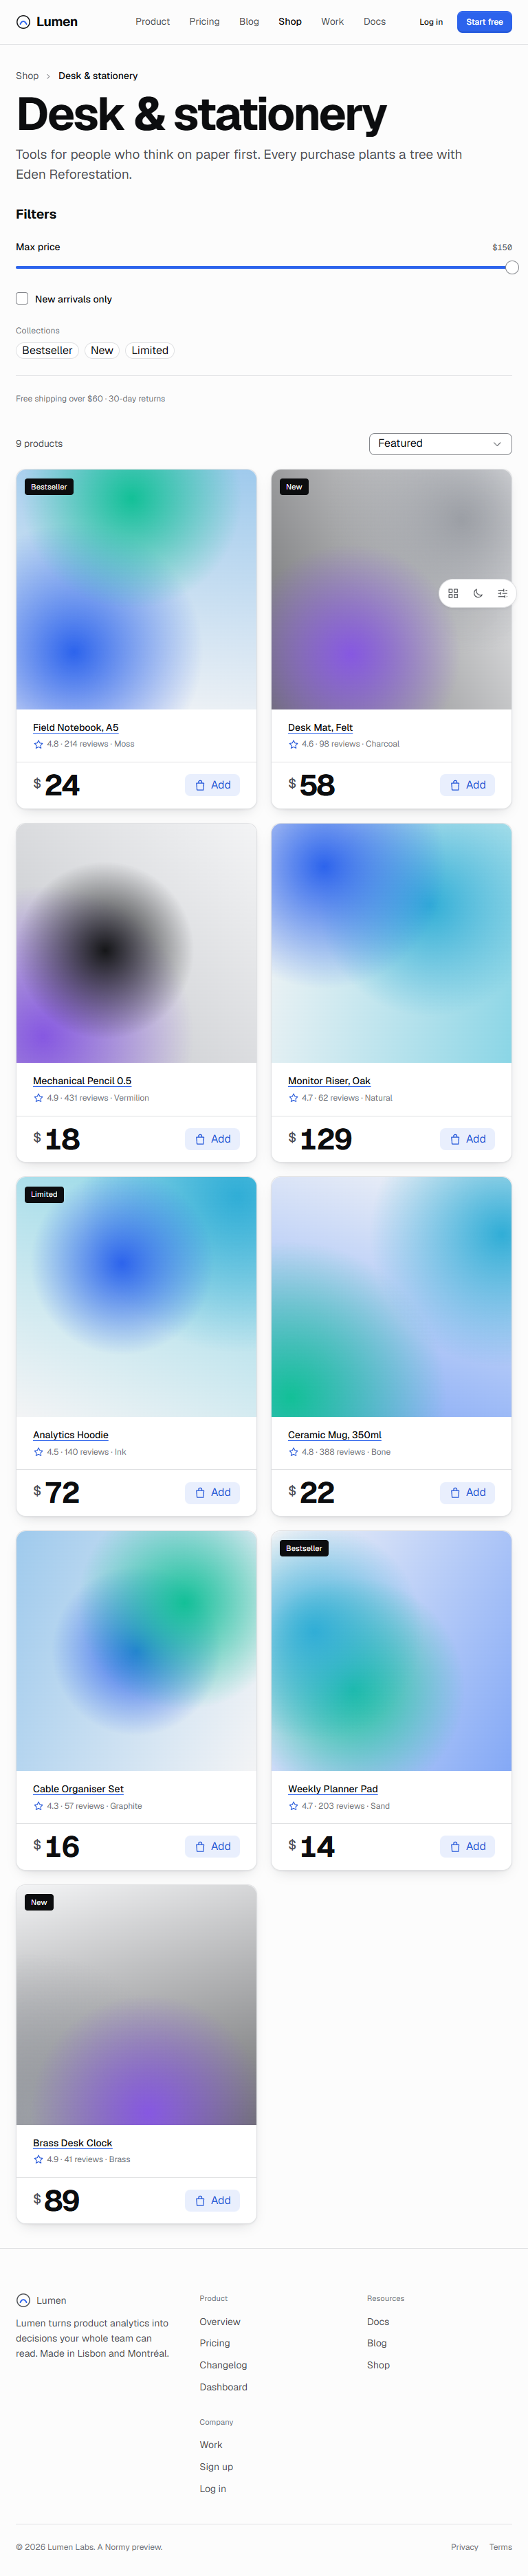 Lumen
Product
Pricing
Blog
Shop
Work
Docs
Log in
Start free
Shop › Desk & stationery
Desk & stationery
Tools for people who think on paper first. Every purchase plants a tree with
Eden Reforestation.
Filters
Max price
$150
New arrivals only
Collections
Bestseller
New
Limited
Free shipping over $60 · 30-day returns
9 products
Featured
Bestseller
Field Notebook, A5
4.8 · 214 reviews · Moss
$24
Add
New
Desk Mat, Felt
4.6 · 98 reviews · Charcoal
$58
Add
Mechanical Pencil 0.5
4.9 · 431 reviews · Vermilion
$18
Add
Monitor Riser, Oak
4.7 · 62 reviews · Natural
$129
Add
Limited
Analytics Hoodie
4.5 · 140 reviews · Ink
$72
Add
Ceramic Mug, 350ml
4.8 · 388 reviews · Bone
$22
Add
Cable Organiser Set
4.3 · 57 reviews · Graphite
$16
Add
Bestseller
Weekly Planner Pad
4.7 · 203 reviews · Sand
$14
Add
New
Brass Desk Clock
4.9 · 41 reviews · Brass
$89
Add
Lumen
Lumen turns product analytics into
decisions your whole team can
read. Made in Lisbon and Montréal.
Product
Overview
Pricing
Changelog
Dashboard
Resources
Docs
Blog
Shop
Company
Work
Sign up
Log in
© 2026 Lumen Labs. A Normy preview.
Privacy
Terms